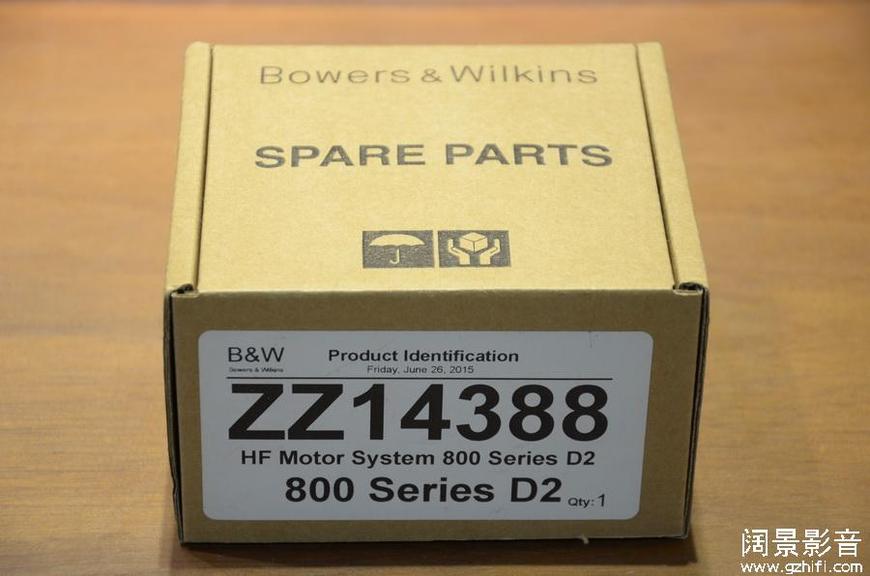 Bowers & Wilkins
SPARE PARTS
B&W
Bowers & Wilkins
Product Identification
Friday, June 26, 2015
ZZ14388
HF Motor System 800 Series D2
800 Series D2
Qty: 1
阔景影音
www.gzhifi.com